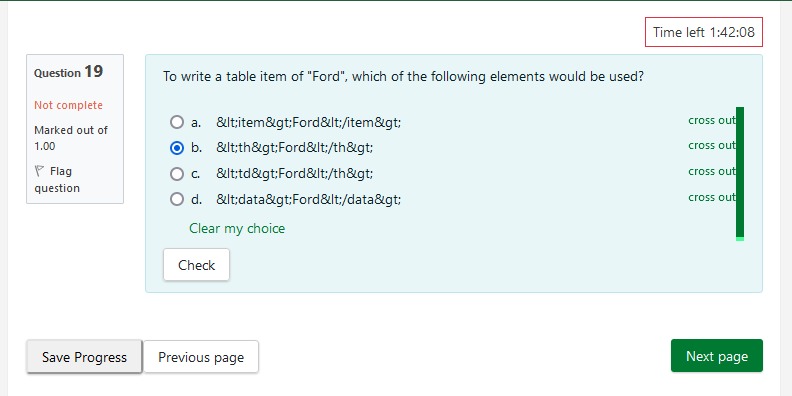 Time left 1:42:08
Question 19
Not complete
Marked out of
1.00
Flag
question
To write a table item of "Ford", which of the following elements would be used?
a. &lt;item&gt;Ford&lt;/item&gt; cross out
b. &lt;th&gt;Ford&lt;/th&gt; cross out
c. &lt;td&gt;Ford&lt;/th&gt; cross out
d. &lt;data&gt;Ford&lt;/data&gt; cross out
Clear my choice
Check
Save Progress Previous page Next page